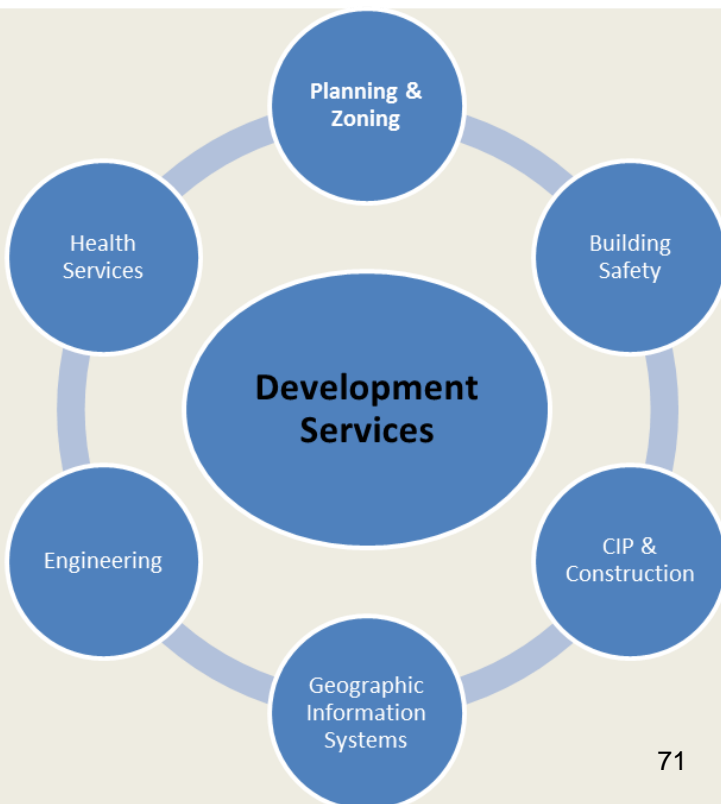 Planning &
Zoning
Health
Services
Building
Safety
Development
Services
Engineering
CIP &
Construction
Geographic
Information
Systems
71